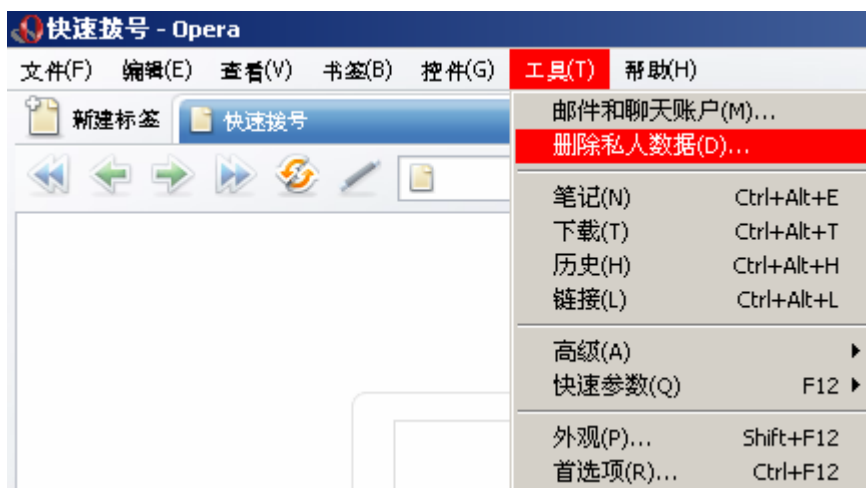 快速拨号 - Opera
文件(F) 编辑(E) 查看(V) 书签(B) 控件(G) 工具(T) 帮助(H)
新建标签 快速拨号
邮件和聊天账户(M)...
删除私人数据(D)...
笔记(N) Ctrl+Alt+E
下载(T) Ctrl+Alt+T
历史(H) Ctrl+Alt+H
链接(L) Ctrl+Alt+L
高级(A)
快速参数(Q) F12
外观(P)... Shift+F12
首选项(R)... Ctrl+F12